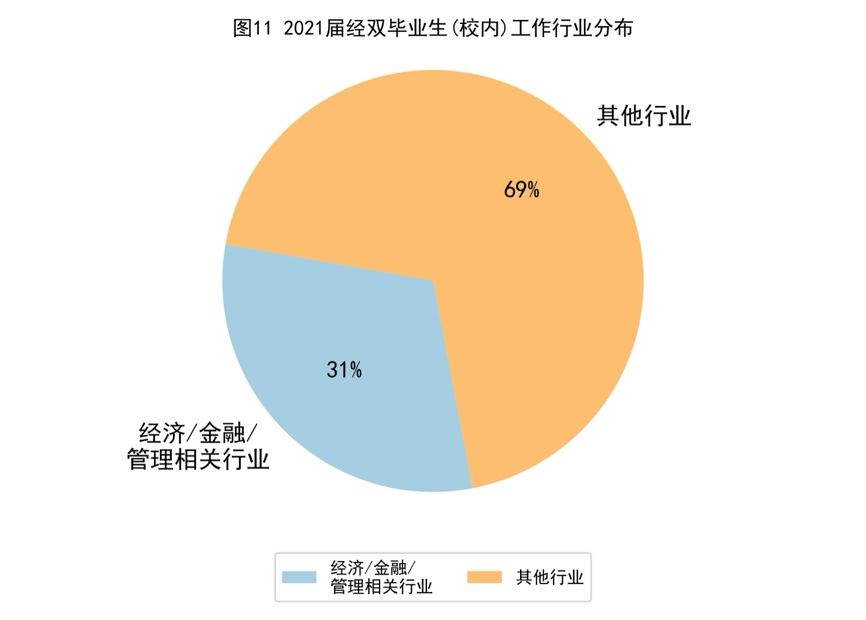 图11 2021届经双毕业生(校内)工作行业分布
其他行业
69%
31%
经济/金融/
管理相关行业
经济/金融/
管理相关行业
其他行业